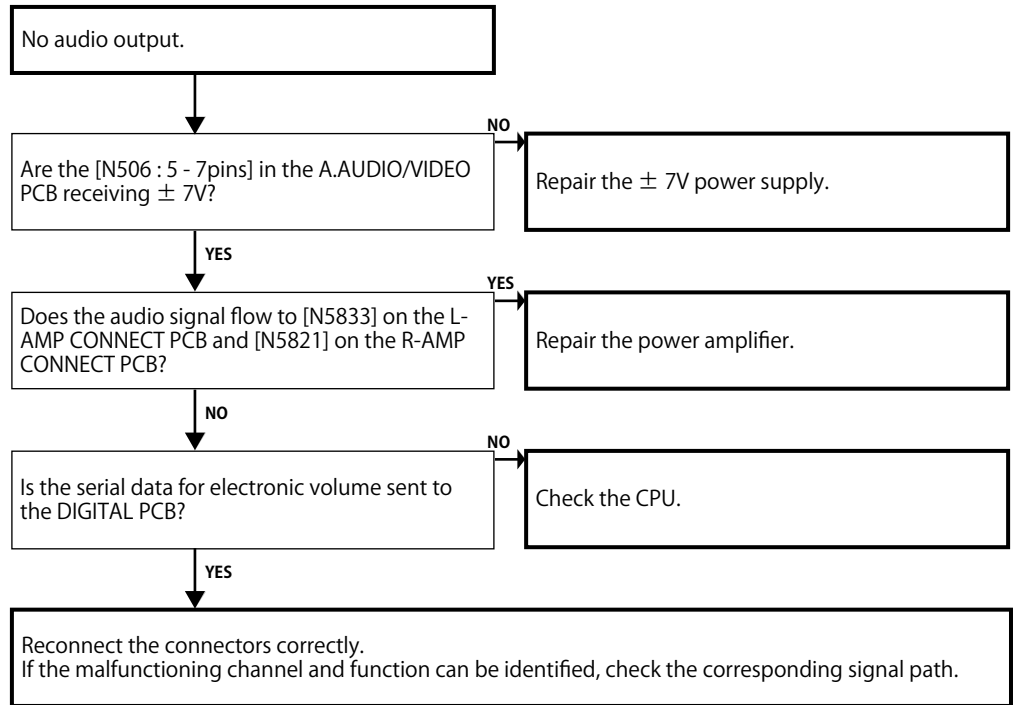 No audio output.
NO
Are the [N506 : 5 - 7pins] in the A.AUDIO/VIDEO
PCB receiving ± 7V?
Repair the ± 7V power supply.
YES
YES
Does the audio signal flow to [N5833] on the L-
AMP CONNECT PCB and [N5821] on the R-AMP
CONNECT PCB?
Repair the power amplifier.
NO
NO
Is the serial data for electronic volume sent to
the DIGITAL PCB?
Check the CPU.
YES
Reconnect the connectors correctly.
If the malfunctioning channel and function can be identified, check the corresponding signal path.